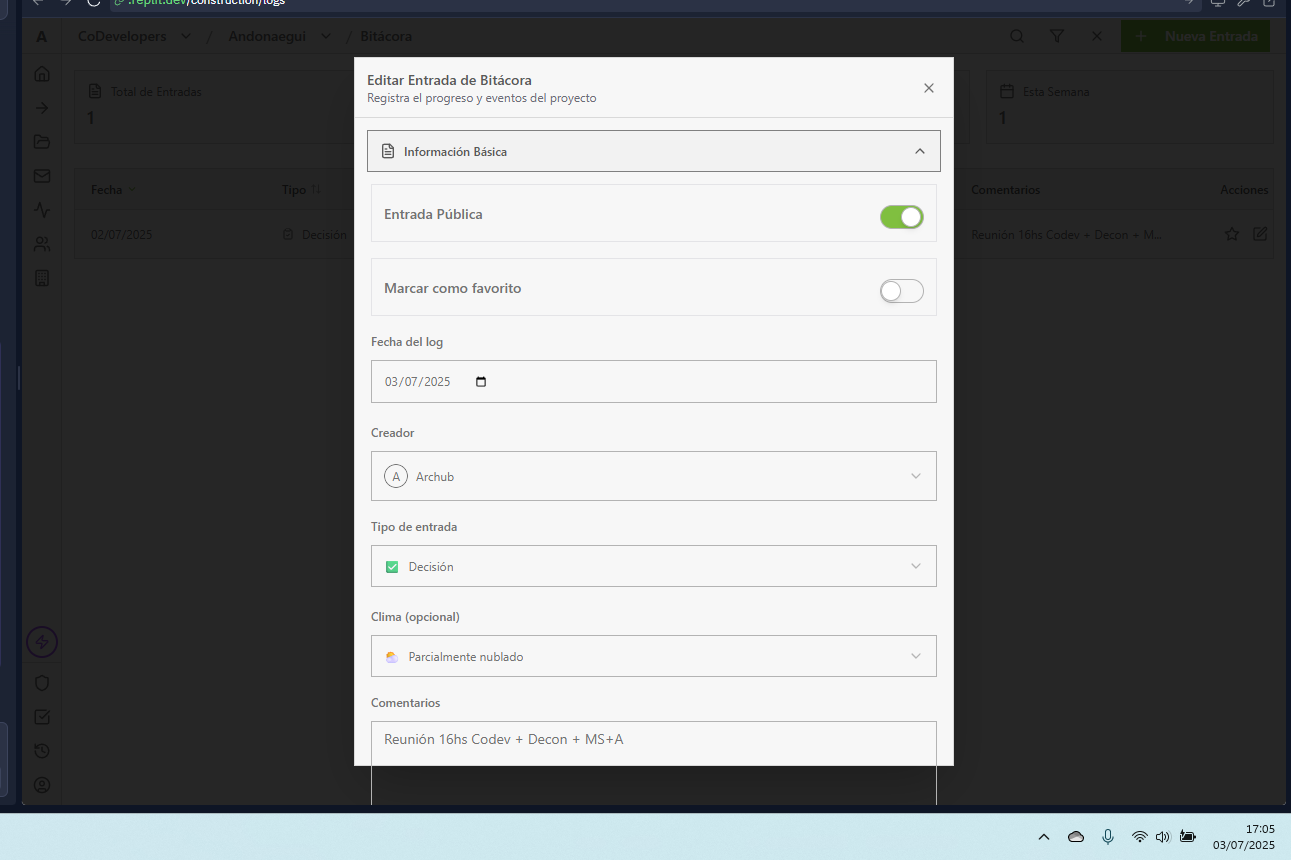 .replit.dev/construction/logs
A CoDevelopers / Andonaegui / Bitácora + Nueva Entrada
Total de Entradas
1
Esta Semana
1
Fecha Tipo Comentarios Acciones
02/07/2025 Decisión Reunión 16hs Codev + Decon + M...
Editar Entrada de Bitácora
Registra el progreso y eventos del proyecto
Información Básica
Entrada Pública
Marcar como favorito
Fecha del log
03/07/2025
Creador
A Archub
Tipo de entrada
Decisión
Clima (opcional)
Parcialmente nublado
Comentarios
Reunión 16hs Codev + Decon + MS+A
17:05
03/07/2025